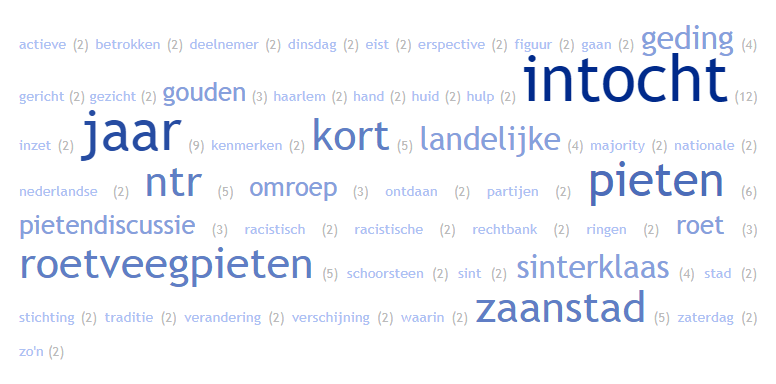 actieve (2) betrokken (2) deelnemer (2) dinsdag (2) eist (2) erspective (2) figuur (2) gaan (2) geding (4)
gericht (2) gezicht (2) gouden (3) haarlem (2) hand (2) huid (2) hulp (2) intocht (12)
inzet (2) jaar (9) kenmerken (2) kort (5) landelijke (4) majority (2) nationale (2)
nederlandse (2) ntr (5) omroep (3) ontdaan (2) partijen (2) pieten (6)
pietendiscussie (3) racistisch (2) racistische (2) rechtbank (2) ringen (2) roet (3)
roetveegpieten (5) schoorsteen (2) sint (2) sinterklaas (4) stad (2)
stichting (2) traditie (2) verandering (2) verschijning (2) waarin (2) zaanstad (5) zaterdag (2)
zo'n (2)